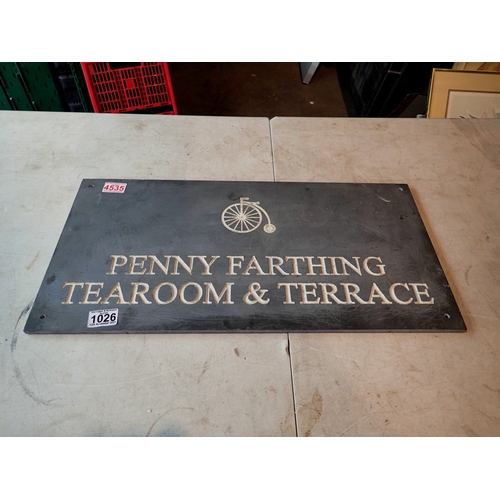 4535
PENNY FARTHING
TEAROOM & TERRACE
1026